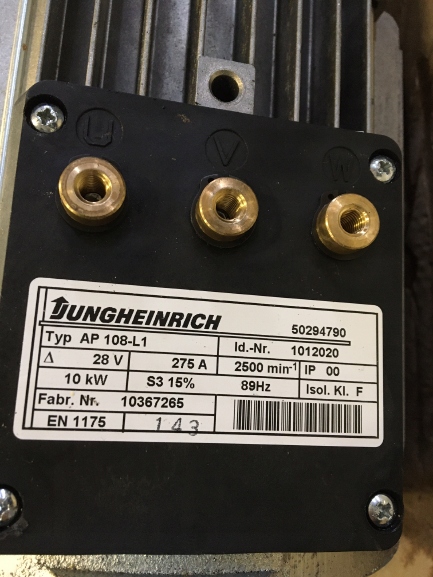 U V W
JUNGHEINRICH 50294790
Typ AP 108-L1 Id.-Nr. 1012020
Δ 28 V 275 A 2500 min-1 IP 00
10 kW S3 15% 89Hz Isol. Kl. F
Fabr. Nr. 10367265
EN 1175 143